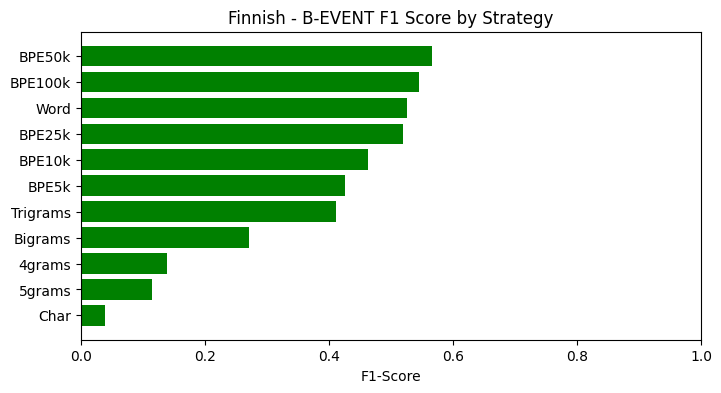 Finnish - B-EVENT F1 Score by Strategy
BPE50k
BPE100k
Word
BPE25k
BPE10k
BPE5k
Trigrams
Bigrams
4grams
5grams
Char
0.0 0.2 0.4 0.6 0.8 1.0
F1-Score